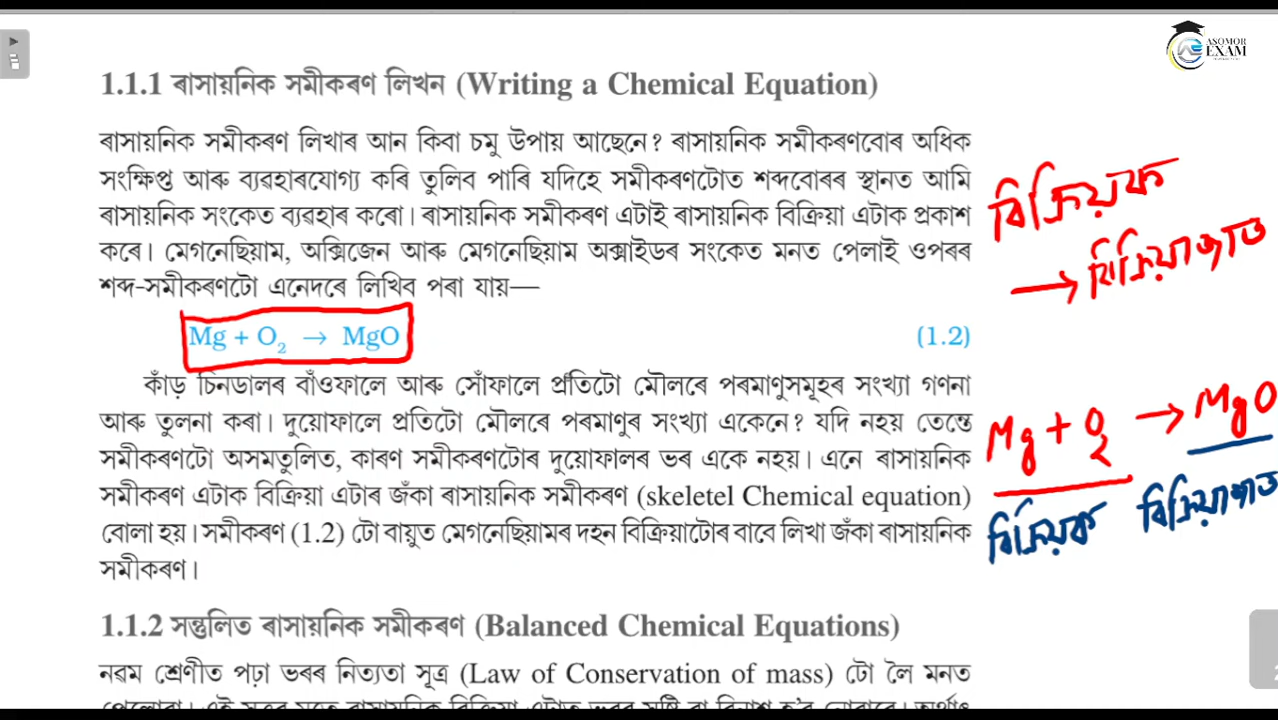 ASOMOR
EXAM
1.1.1 ৰাসায়নিক সমীকৰণ লিখন (Writing a Chemical Equation)
ৰাসায়নিক সমীকৰণ লিখাৰ আন কিবা চমু উপায় আছেনে? ৰাসায়নিক সমীকৰণবোৰ অধিক
সংক্ষিপ্ত আৰু ব্যৱহাৰযোগ্য কৰি তুলিব পাৰি যদিহে সমীকৰণটোত শব্দবোৰৰ স্থানত আমি
ৰাসায়নিক সংকেত ব্যৱহাৰ কৰো। ৰাসায়নিক সমীকৰণ এটাই ৰাসায়নিক বিক্ৰিয়া এটাক প্ৰকাশ
কৰে। মেগনেছিয়াম, অক্সিজেন আৰু মেগনেছিয়াম অক্সাইডৰ সংকেত মনত পেলাই ওপৰৰ
শব্দ-সমীকৰণটো এনেদৰে লিখিব পৰা যায়—
Mg + O₂ → MgO (1.2)
কাঁড় চিনডালৰ বাঁওফালে আৰু সোঁফালে প্ৰতিটো মৌলৰে পৰমাণুসমূহৰ সংখ্যা গণনা
আৰু তুলনা কৰা। দুয়োফালে প্ৰতিটো মৌলৰে পৰমাণুৰ সংখ্যা একেনে? যদি নহয় তেন্তে
সমীকৰণটো অসমতুলিত, কাৰণ সমীকৰণটোৰ দুয়োফালৰ ভৰ একে নহয়। এনে ৰাসায়নিক
সমীকৰণ এটাক বিক্ৰিয়া এটাৰ জঁকা ৰাসায়নিক সমীকৰণ (skeletel Chemical equation)
বোলা হয়। সমীকৰণ (1.2) টো বায়ুত মেগনেছিয়ামৰ দহন বিক্ৰিয়াটোৰ বাবে লিখা জঁকা ৰাসায়নিক
সমীকৰণ।
1.1.2 সন্তুলিত ৰাসায়নিক সমীকৰণ (Balanced Chemical Equations)
নৱম শ্ৰেণীত পঢ়া ভৰৰ নিত্যতা সূত্ৰ (Law of Conservation of mass) টো লৈ মনত
বিক্ৰিয়ক
→ বিক্ৰিয়াজাত
Mg + O₂ → MgO
বিক্ৰিয়ক বিক্ৰিয়াজাত